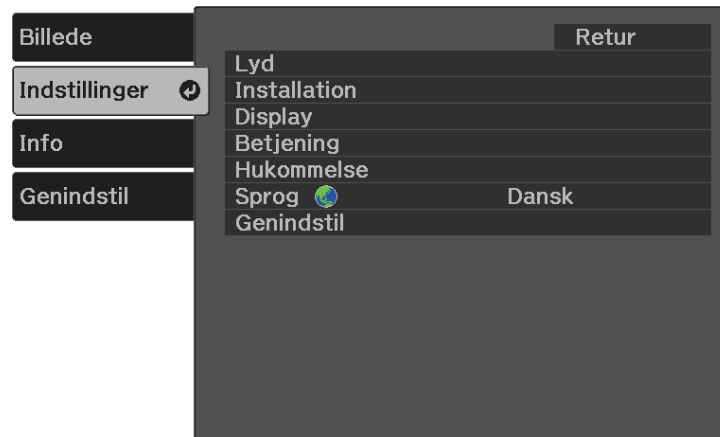 Billede
Indstillinger
Info
Genindstil
Retur
Lyd
Installation
Display
Betjening
Hukommelse
Sprog Dansk
Genindstil